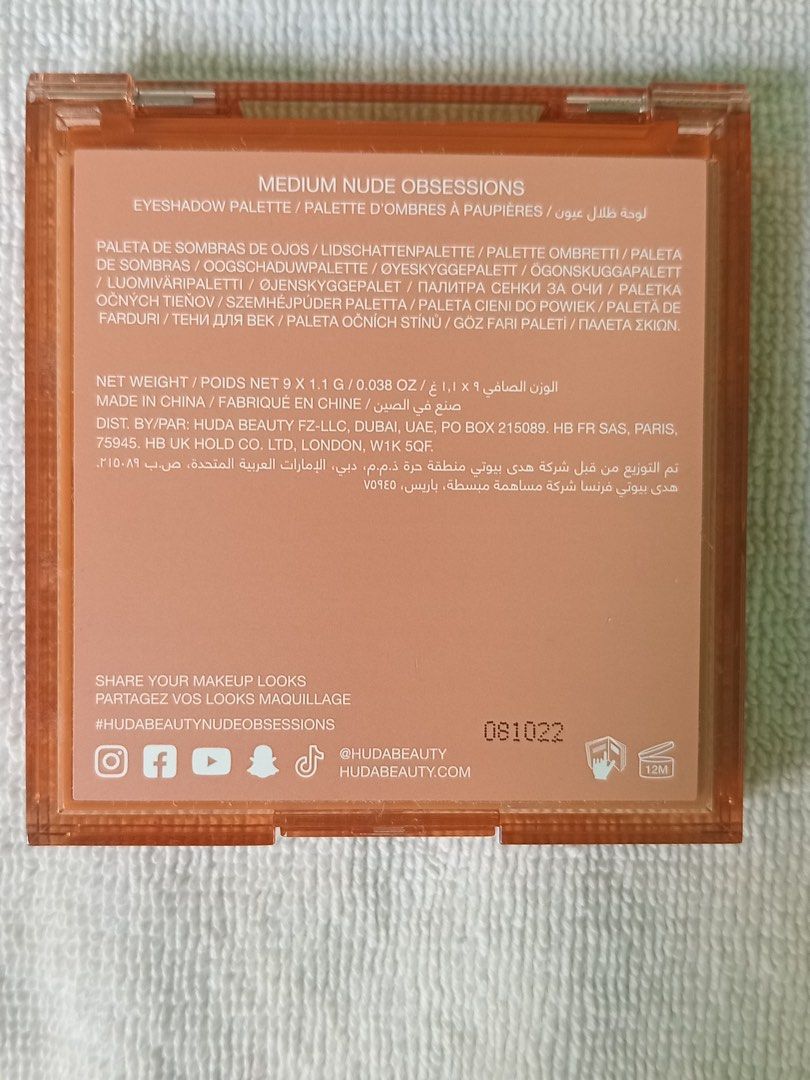 MEDIUM NUDE OBSESSIONS
EYESHADOW PALETTE / PALETTE D'OMBRES À PAUPIÈRES / لوحة ظلال عيون
PALETA DE SOMBRAS DE OJOS / LIDSCHATTENPALETTE / PALETTE OMBRETTI / PALETA
DE SOMBRAS / OOGSCHADUWPALETTE / ØYESKYGGEPALETT / ÖGONSKUGGAPALETT
/ LUOMIVÄRIPALETTI / ØJENSKYGGEPALET / ПАЛИТРА СЕНКИ ЗА ОЧИ / PALETKA
OČNÝCH TIEŇOV / SZEMHÉJPÚDER PALETTA / PALETA CIENI DO POWIEK / PALETĂ DE
FARDURI / ТЕНИ ДЛЯ ВЕК / PALETA OČNÍCH STÍNŮ / GÖZ FARI PALETİ / ΠΑΛΕΤΑ ΣΚΙΩΝ.
NET WEIGHT / POIDS NET 9 X 1.1 G / 0.038 OZ / الوزن الصافي ٩ x ١,١ غ
MADE IN CHINA / FABRIQUÉ EN CHINE / صنع في الصين
DIST. BY/PAR: HUDA BEAUTY FZ-LLC, DUBAI, UAE, PO BOX 215089. HB FR SAS, PARIS,
75945. HB UK HOLD CO. LTD, LONDON, W1K 5QF.
تم التوزيع من قبل شركة هدى بيوتي منطقة حرة ذ.م.م، دبي، الإمارات العربية المتحدة، ص.ب ٢١٥٠٨٩.
هدى بيوتي فرنسا شركة مساهمة مبسطة، باريس، ٧٥٩٤٥
SHARE YOUR MAKEUP LOOKS
PARTAGEZ VOS LOOKS MAQUILLAGE
#HUDABEAUTYNUDEOBSESSIONS
081022
@HUDABEAUTY
HUDABEAUTY.COM
12M